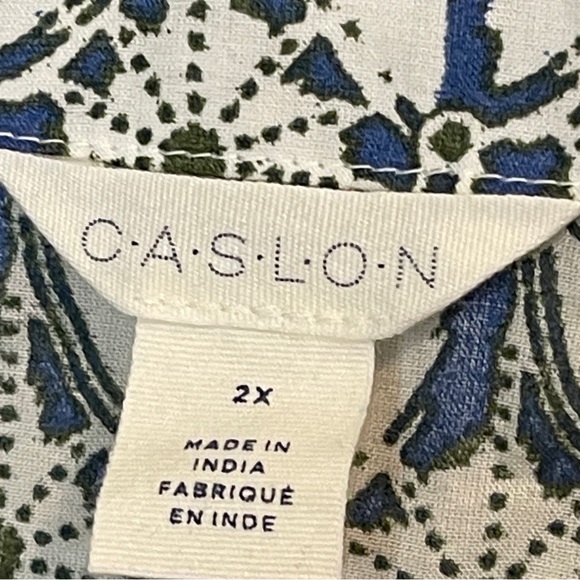 C·A·S·L·O·N
2X
MADE IN
INDIA
FABRIQUÉ
EN INDE